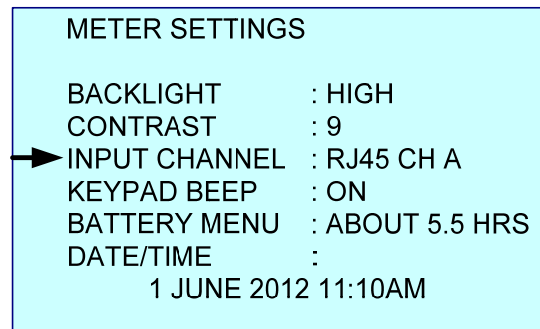 METER SETTINGS
BACKLIGHT : HIGH
CONTRAST : 9
INPUT CHANNEL : RJ45 CH A
KEYPAD BEEP : ON
BATTERY MENU : ABOUT 5.5 HRS
DATE/TIME :
1 JUNE 2012 11:10AM